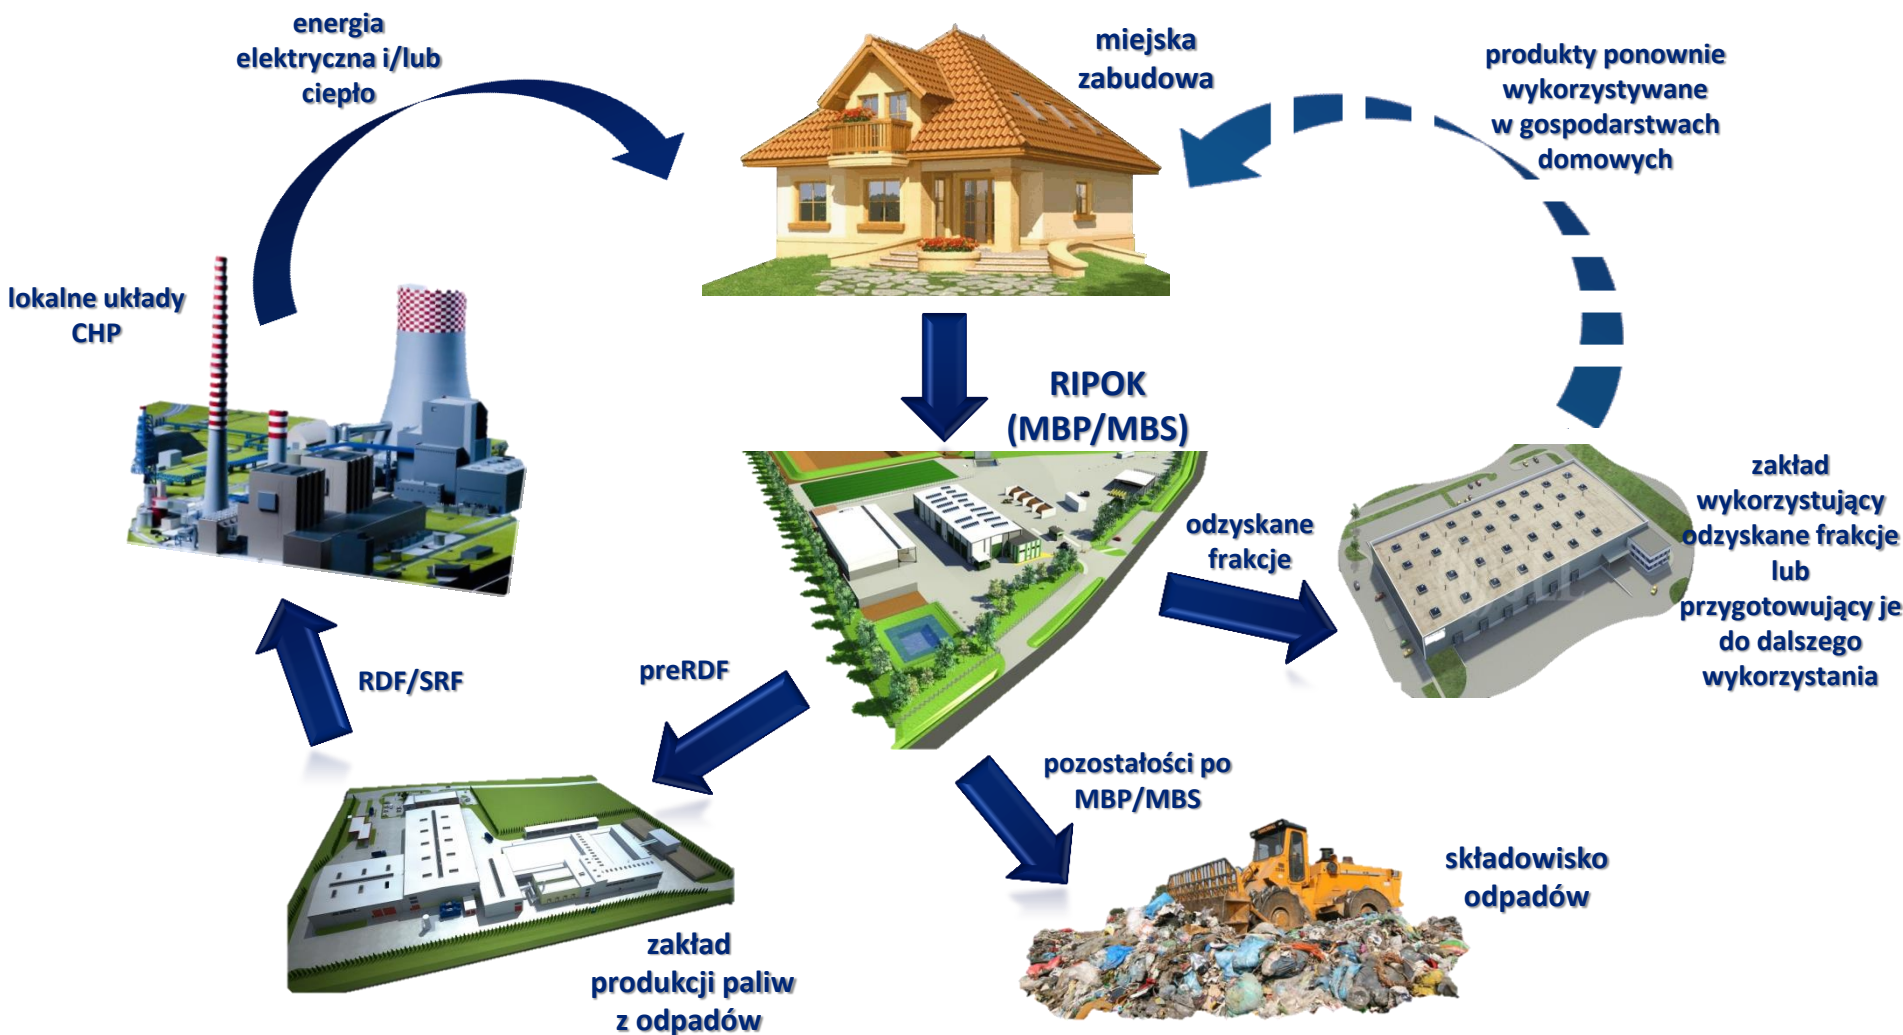 energia
elektryczna i/lub
ciepło
miejska
zabudowa
produkty ponownie
wykorzystywane
w gospodarstwach
domowych
lokalne układy
CHP
RIPOK
(MBP/MBS)
odzyskane
frakcje
zakład
wykorzystujący
odzyskane frakcje
lub
przygotowujący je
do dalszego
wykorzystania
RDF/SRF
preRDF
pozostałości po
MBP/MBS
składowisko
odpadów
zakład
produkcji paliw
z odpadów